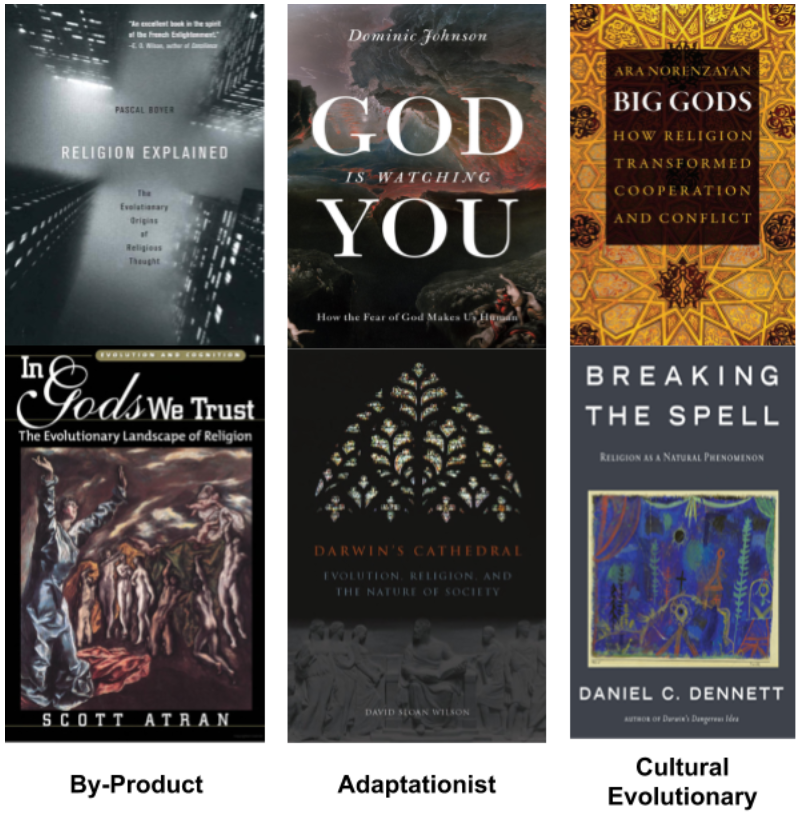 "An excellent book in the spirit
of the French Enlightenment."
—E. O. Wilson, author of Consilience
PASCAL BOYER
RELIGION EXPLAINED
The
Evolutionary
Origins
of
Religious
Thought
Dominic Johnson
GOD
IS WATCHING
YOU
How the Fear of God Makes Us Human
ARA NORENZAYAN
BIG GODS
HOW RELIGION
TRANSFORMED
COOPERATION
AND CONFLICT
EVOLUTION AND COGNITION
In
Gods We Trust
The Evolutionary Landscape of Religion
SCOTT ATRAN
DARWIN'S CATHEDRAL
EVOLUTION, RELIGION, AND
THE NATURE OF SOCIETY
DAVID SLOAN WILSON
BREAKING
THE SPELL
RELIGION AS A NATURAL PHENOMENON
DANIEL C. DENNETT
AUTHOR OF Darwin's Dangerous Idea
By-Product
Adaptationist
Cultural
Evolutionary